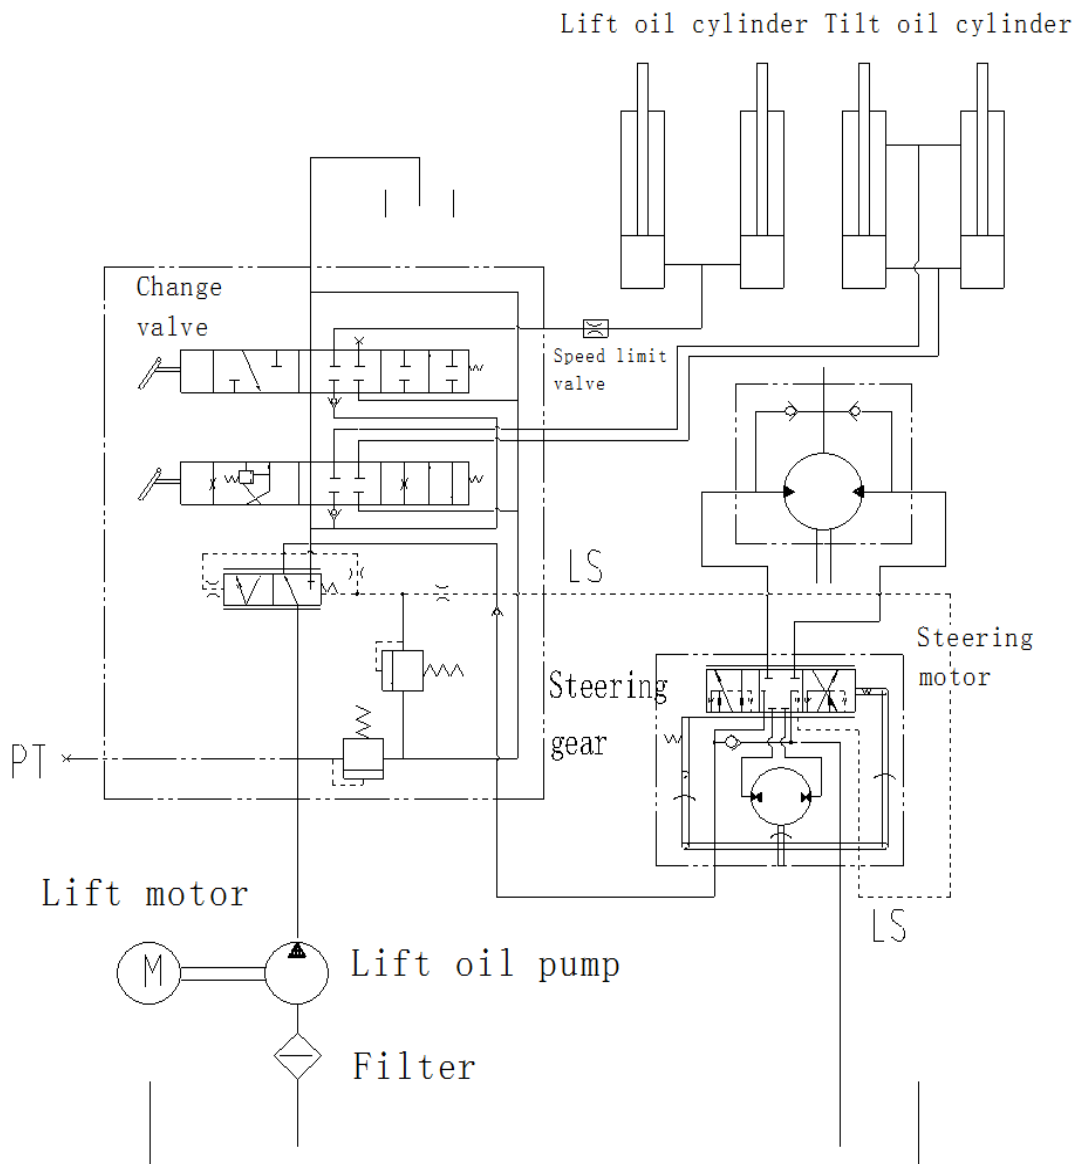 Lift oil cylinder Tilt oil cylinder
Change
valve
Speed limit
valve
LS
Steering
motor
Steering
gear
PT
Lift motor
LS
M
Lift oil pump
Filter